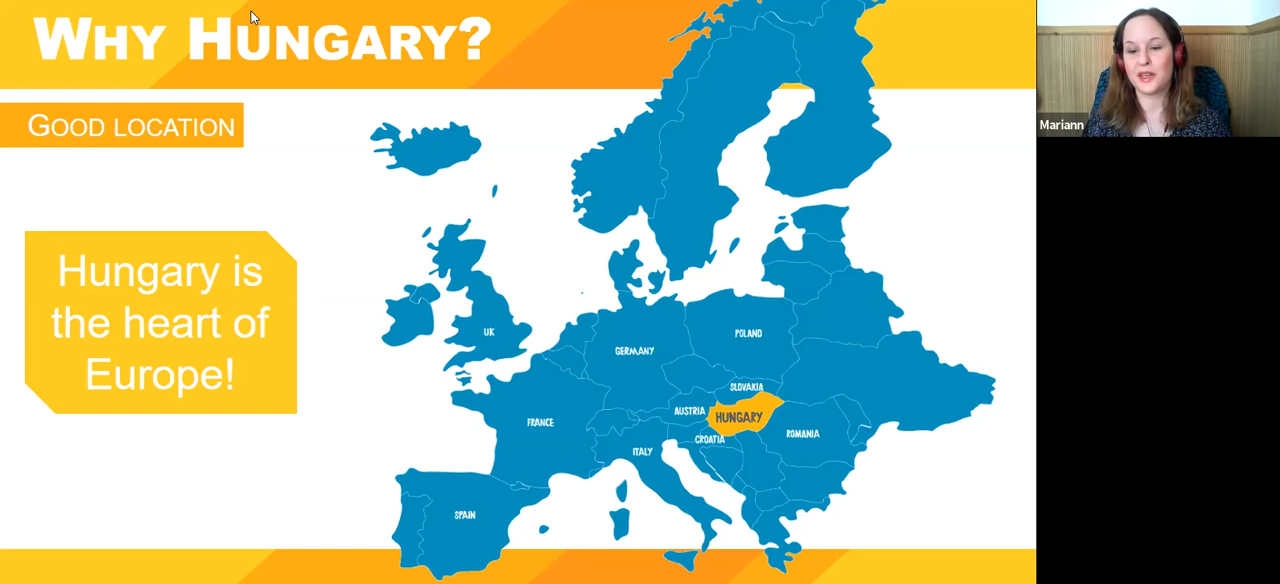 WHY HUNGARY?
GOOD LOCATION
Mariann
Hungary is
the heart of
Europe!
UK
POLAND
GERMANY
SLOVAKIA
AUSTRIA
HUNGARY
FRANCE
ROMANIA
CROATIA
ITALY
SPAIN